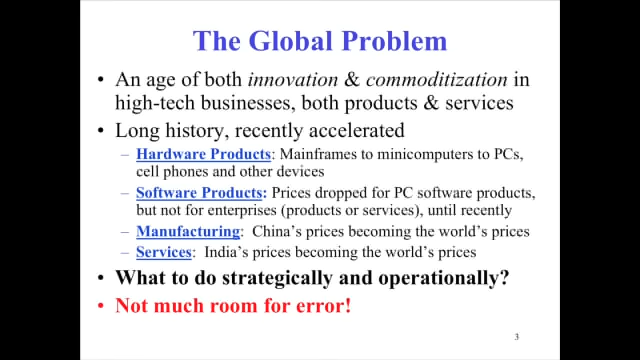 The Global Problem
• An age of both innovation & commoditization in
high-tech businesses, both products & services
• Long history, recently accelerated
– Hardware Products: Mainframes to minicomputers to PCs,
cell phones and other devices
– Software Products: Prices dropped for PC software products,
but not for enterprises (products or services), until recently
– Manufacturing: China's prices becoming the world's prices
– Services: India's prices becoming the world's prices
• What to do strategically and operationally?
• Not much room for error!
3